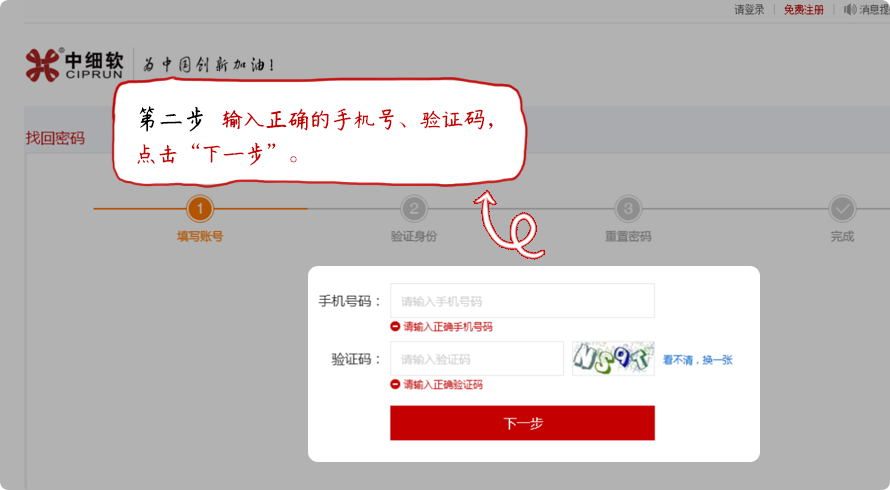 请登录 免费注册 消息提
中细软®
CIPRUN
为中国创新加油!
找回密码
第二步 输入正确的手机号、验证码,
点击“下一步”。
1 2 3
填写账号 验证身份 重置密码 完成
手机号码: 请输入手机号码
请输入正确手机号码
验证码: 请输入验证码 NS9T 看不清,换一张
请输入正确验证码
下一步